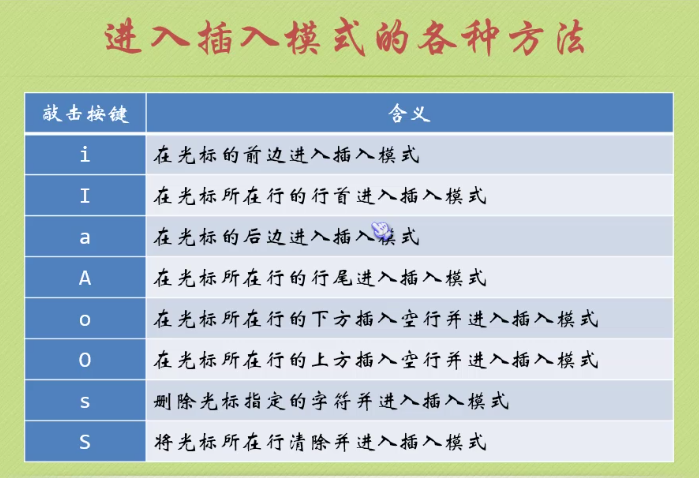 进入插入模式的各种方法
敲击按键 含义
i 在光标的前边进入插入模式
I 在光标所在行的行首进入插入模式
a 在光标的后边进入插入模式
A 在光标所在行的行尾进入插入模式
o 在光标所在行的下方插入空行并进入插入模式
O 在光标所在行的上方插入空行并进入插入模式
s 删除光标指定的字符并进入插入模式
S 将光标所在行清除并进入插入模式